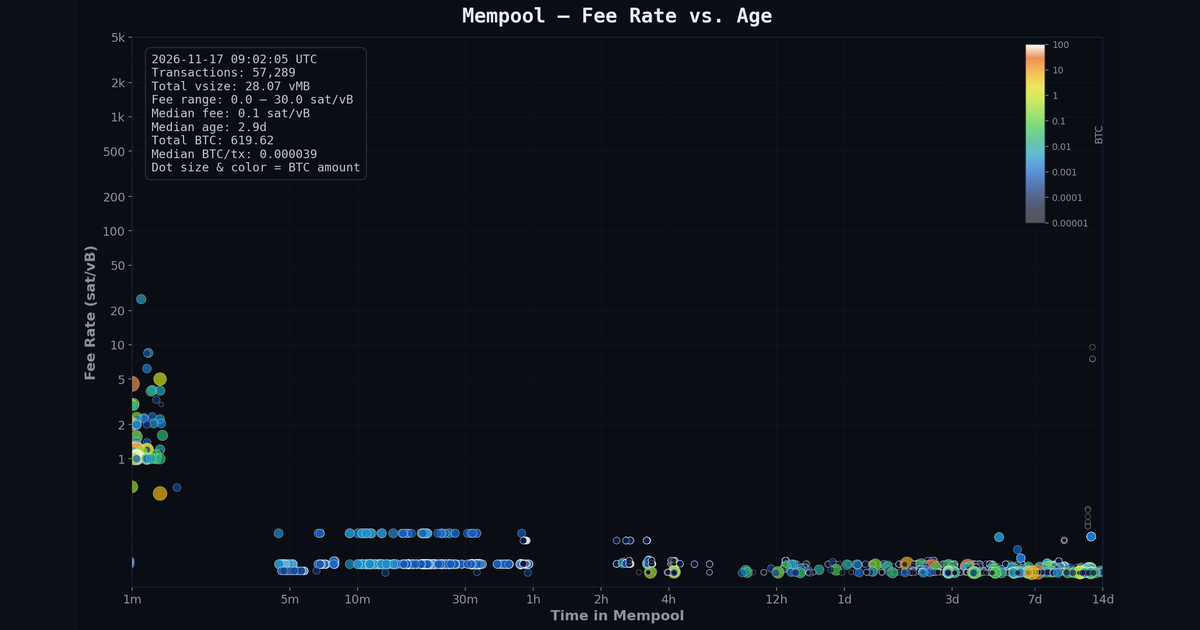 Mempool — Fee Rate vs. Age
5k
2k
1k
500
200
100
50
20
10
5
2
1
Fee Rate (sat/vB)
2026-11-17 09:02:05 UTC
Transactions: 57,289
Total vsize: 28.07 vMB
Fee range: 0.0 – 30.0 sat/vB
Median fee: 0.1 sat/vB
Median age: 2.9d
Total BTC: 619.62
Median BTC/tx: 0.000039
Dot size & color = BTC amount
100
10
1
0.1
0.01
0.001
0.0001
0.00001
BTC
1m 5m 10m 30m 1h 2h 4h 12h 1d 3d 7d 14d
Time in Mempool